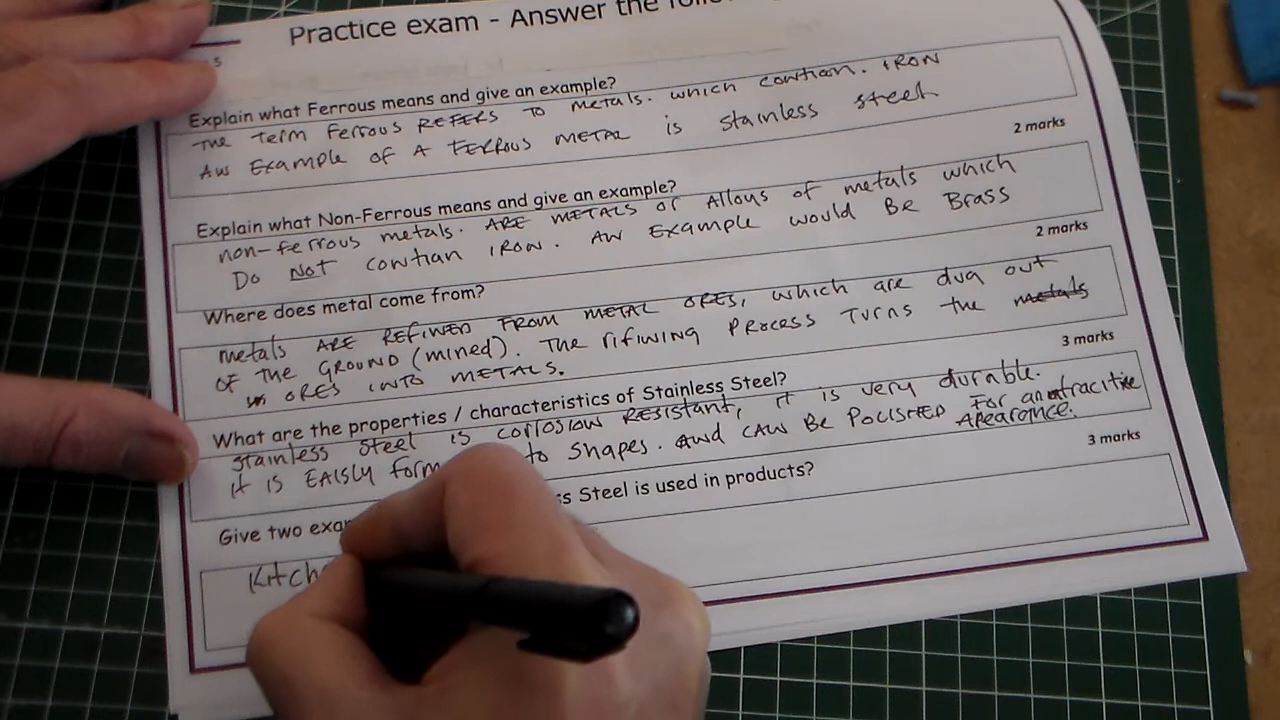 Practice exam - Answer the
s
Explain what Ferrous means and give an example?
The term Ferrous REFERS TO metals. which contian. IRON
AN Example of A FERROUS METAL is stainless steel
2 marks
Explain what Non-Ferrous means and give an example?
non-ferrous metals. ARE METALS or Alloys of metals which
Do Not contian IRON. AN Example would Be Brass
2 marks
Where does metal come from?
metals ARE REFINED FROM METAL ORES, which are dug out
OF THE GROUND (mined). The rifining PRocess Turns the metals
ORES INTO METALS.
3 marks
What are the properties / characteristics of Stainless Steel?
stainless steel is corrosion RESISTANT, it is very durable.
it is EAISLY form to Shapes. And CAN BE POLISHED For an attracitive
APEARANCE.
3 marks
Give two exa s Steel is used in products?
Kitch